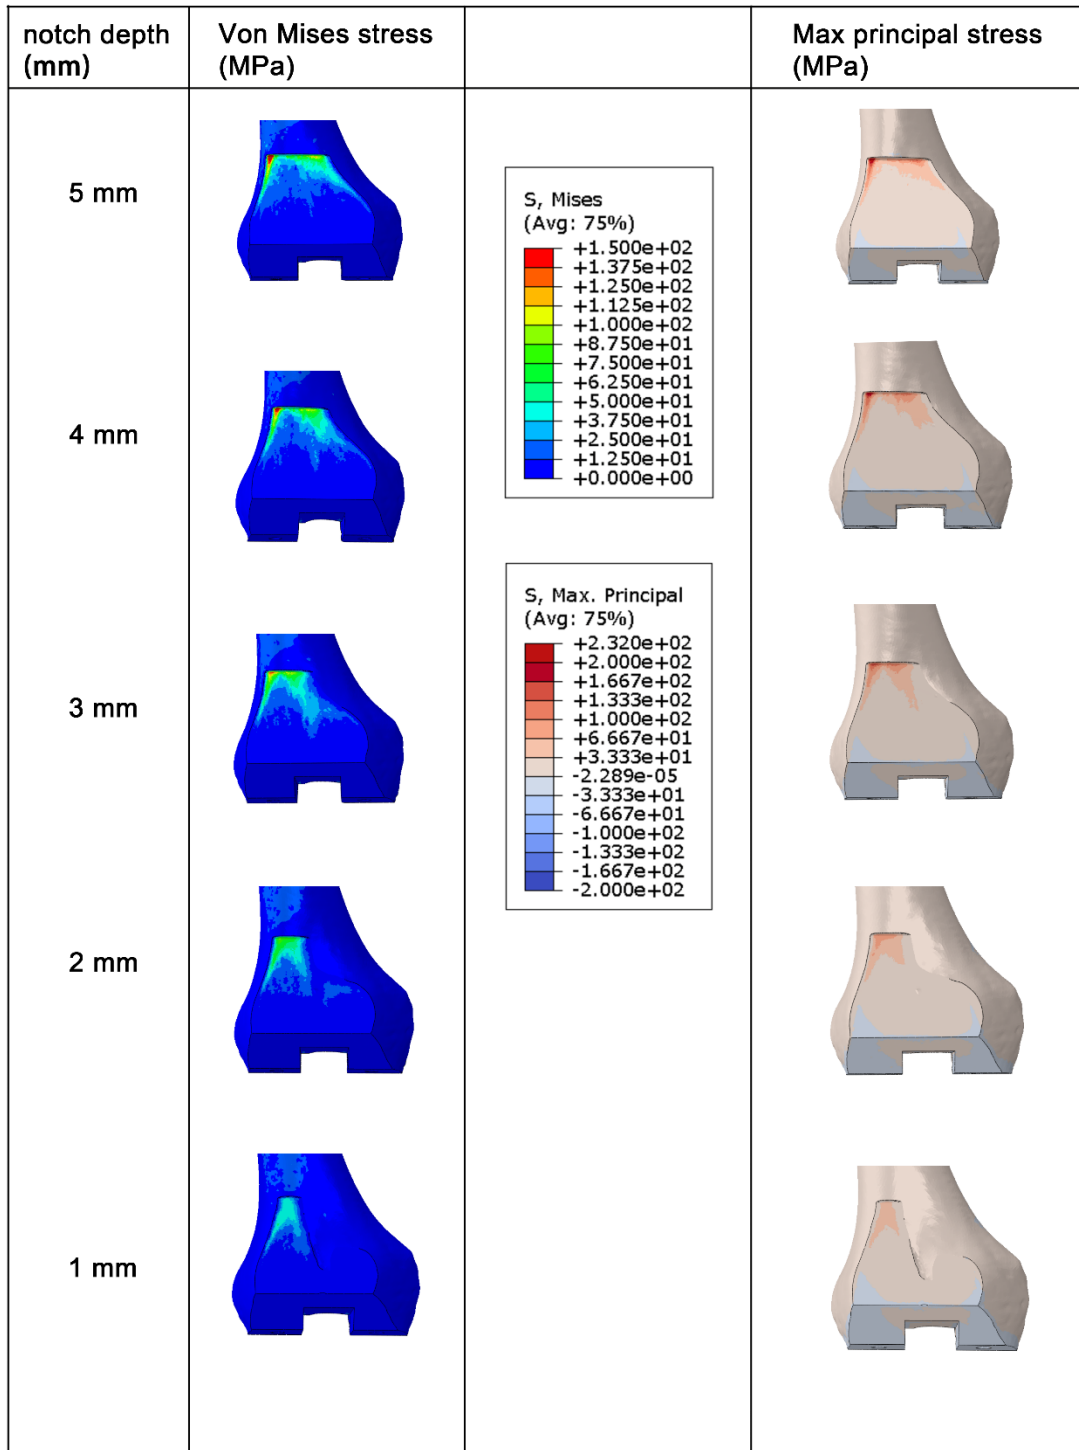 notch depth
(mm)
Von Mises stress
(MPa)
Max principal stress
(MPa)
5 mm
S, Mises
(Avg: 75%)
+1.500e+02
+1.375e+02
+1.250e+02
+1.125e+02
+1.000e+02
+8.750e+01
+7.500e+01
+6.250e+01
+5.000e+01
+3.750e+01
+2.500e+01
+1.250e+01
+0.000e+00
4 mm
S, Max. Principal
(Avg: 75%)
+2.320e+02
+2.000e+02
+1.667e+02
+1.333e+02
+1.000e+02
+6.667e+01
+3.333e+01
-2.289e-05
-3.333e+01
-6.667e+01
-1.000e+02
-1.333e+02
-1.667e+02
-2.000e+02
3 mm
2 mm
1 mm